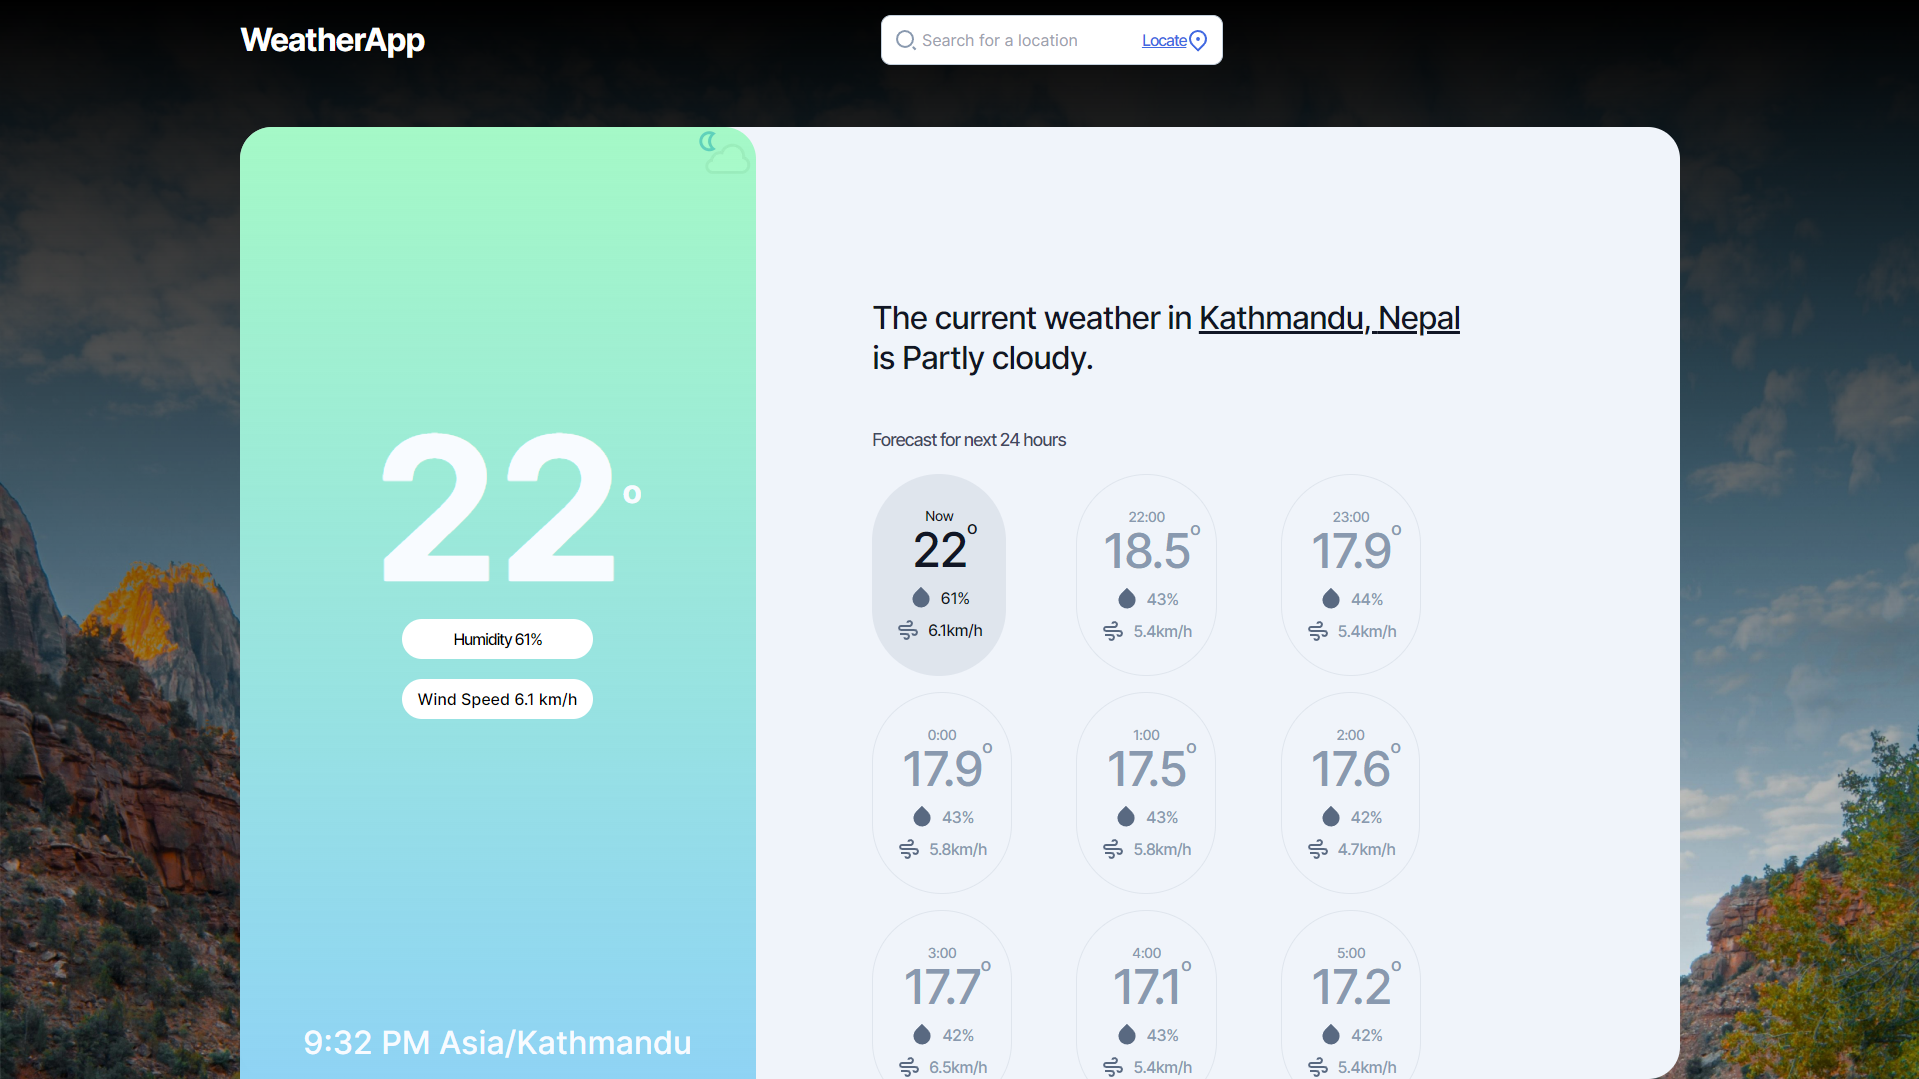 WeatherApp
Search for a location
Locate
22°
Humidity 61%
Wind Speed 6.1 km/h
9:32 PM Asia/Kathmandu
The current weather in Kathmandu, Nepal
is Partly cloudy.
Forecast for next 24 hours
Now
22°
61%
6.1km/h
22:00
18.5°
43%
5.4km/h
23:00
17.9°
44%
5.4km/h
0:00
17.9°
43%
5.8km/h
1:00
17.5°
43%
5.8km/h
2:00
17.6°
42%
4.7km/h
3:00
17.7°
42%
6.5km/h
4:00
17.1°
43%
5.4km/h
5:00
17.2°
42%
5.4km/h